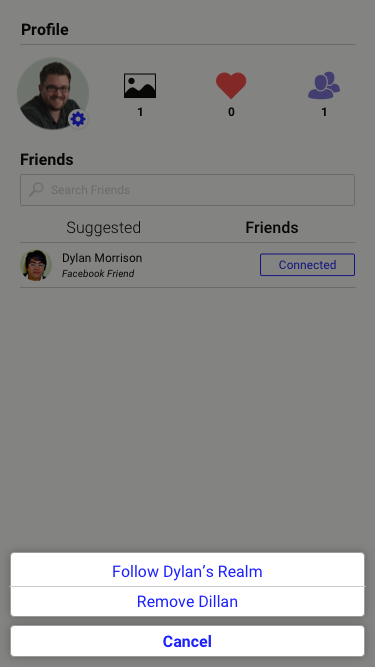 Profile
1
0
1
Friends
Search Friends
Suggested
Friends
Dylan Morrison
Facebook Friend
Connected
Follow Dylan’s Realm
Remove Dillan
Cancel